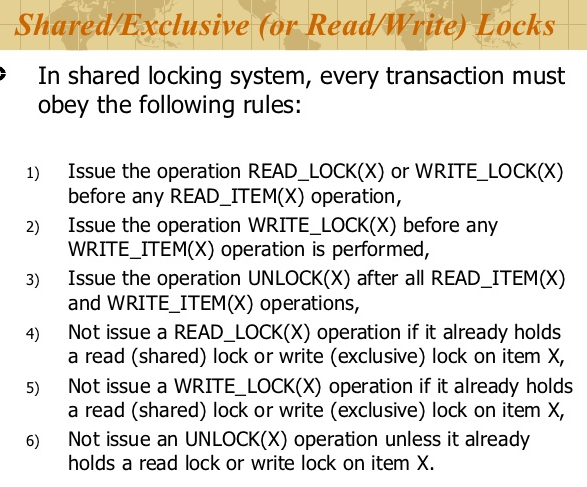 Shared/Exclusive (or Read/Write) Locks
In shared locking system, every transaction must
obey the following rules:
1) Issue the operation READ_LOCK(X) or WRITE_LOCK(X)
before any READ_ITEM(X) operation,
2) Issue the operation WRITE_LOCK(X) before any
WRITE_ITEM(X) operation is performed,
3) Issue the operation UNLOCK(X) after all READ_ITEM(X)
and WRITE_ITEM(X) operations,
4) Not issue a READ_LOCK(X) operation if it already holds
a read (shared) lock or write (exclusive) lock on item X,
5) Not issue a WRITE_LOCK(X) operation if it already holds
a read (shared) lock or write (exclusive) lock on item X,
6) Not issue an UNLOCK(X) operation unless it already
holds a read lock or write lock on item X.